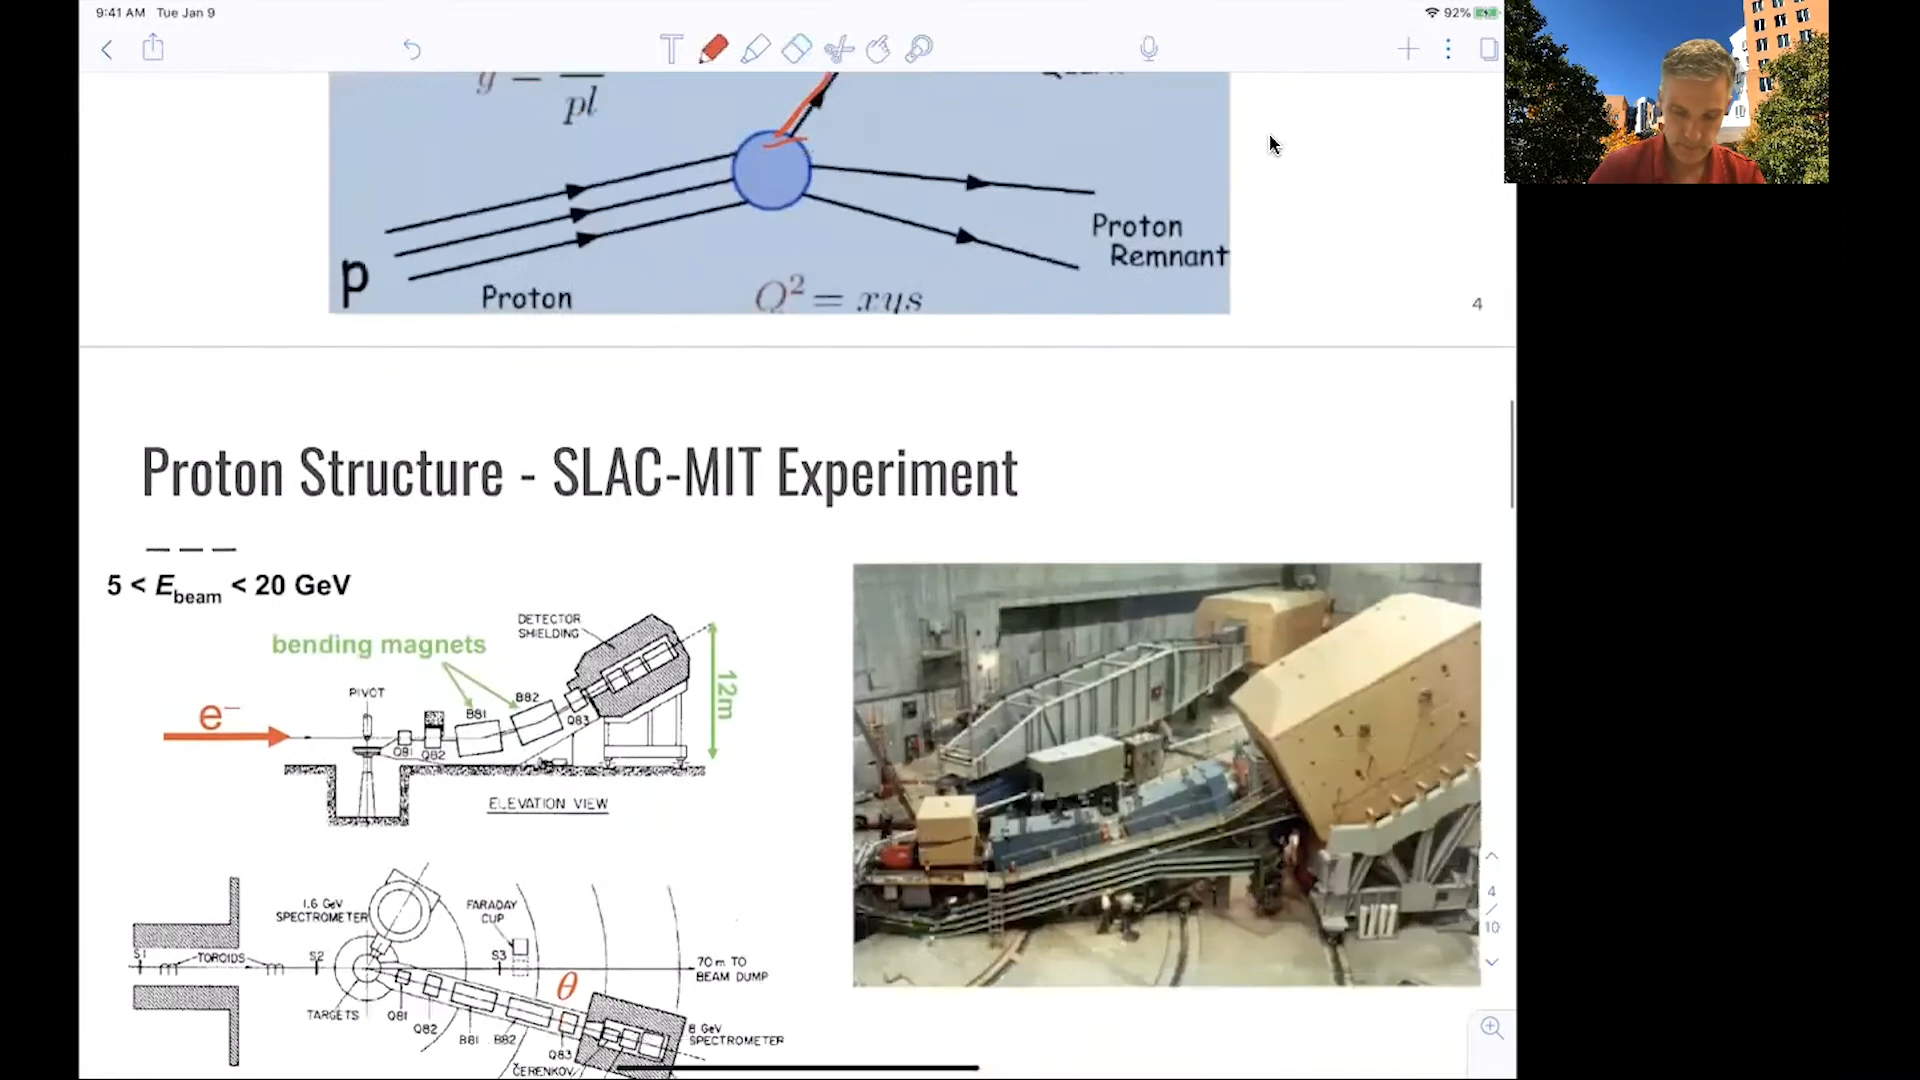 9:41 AM Tue Jan 9
92%
pl
p
Proton
Q² = xys
Proton
Remnant
4
Proton Structure - SLAC-MIT Experiment
5 < Ebeam < 20 GeV
bending magnets
DETECTOR
SHIELDING
PIVOT
B81
B82
Q83
Q81
Q82
e⁻
12m
ELEVATION VIEW
1.6 GeV
SPECTROMETER
FARADAY
CUP
S1
TOROIDS
S2
S3
70 m TO
BEAM DUMP
θ
TARGETS
Q81
Q82
B81
B82
Q83
8 GeV
SPECTROMETER
ČERENKOV
4
/
10